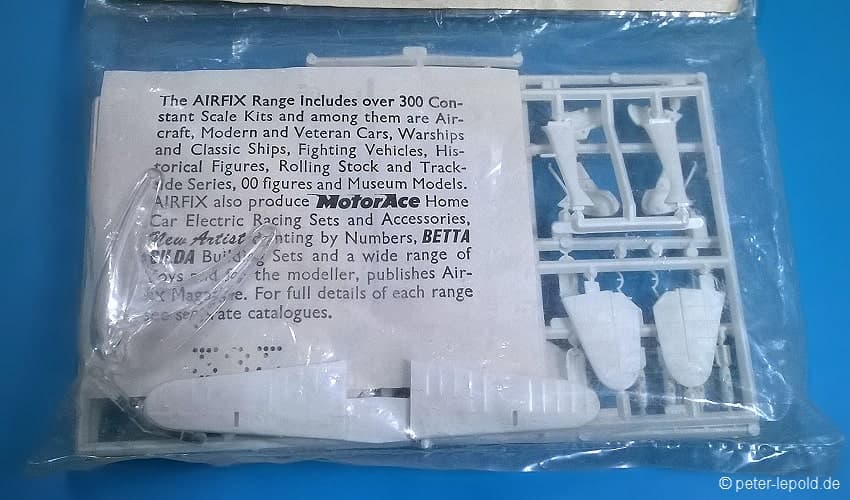 The AIRFIX Range Includes over 300 Con-
stant Scale Kits and among them are Air-
craft, Modern and Veteran Cars, Warships
and Classic Ships, Fighting Vehicles, His-
torical Figures, Rolling Stock and Track-
side Series, 00 figures and Museum Models.
AIRFIX also produce MotorAce Home
Car Electric Racing Sets and Accessories,
New Artist Painting by Numbers, BETTA
BILDA Building Sets and a wide range of
Toys and for the modeller, publishes Air-
fix Magazine. For full details of each range
see separate catalogues.
© peter-lepold.de